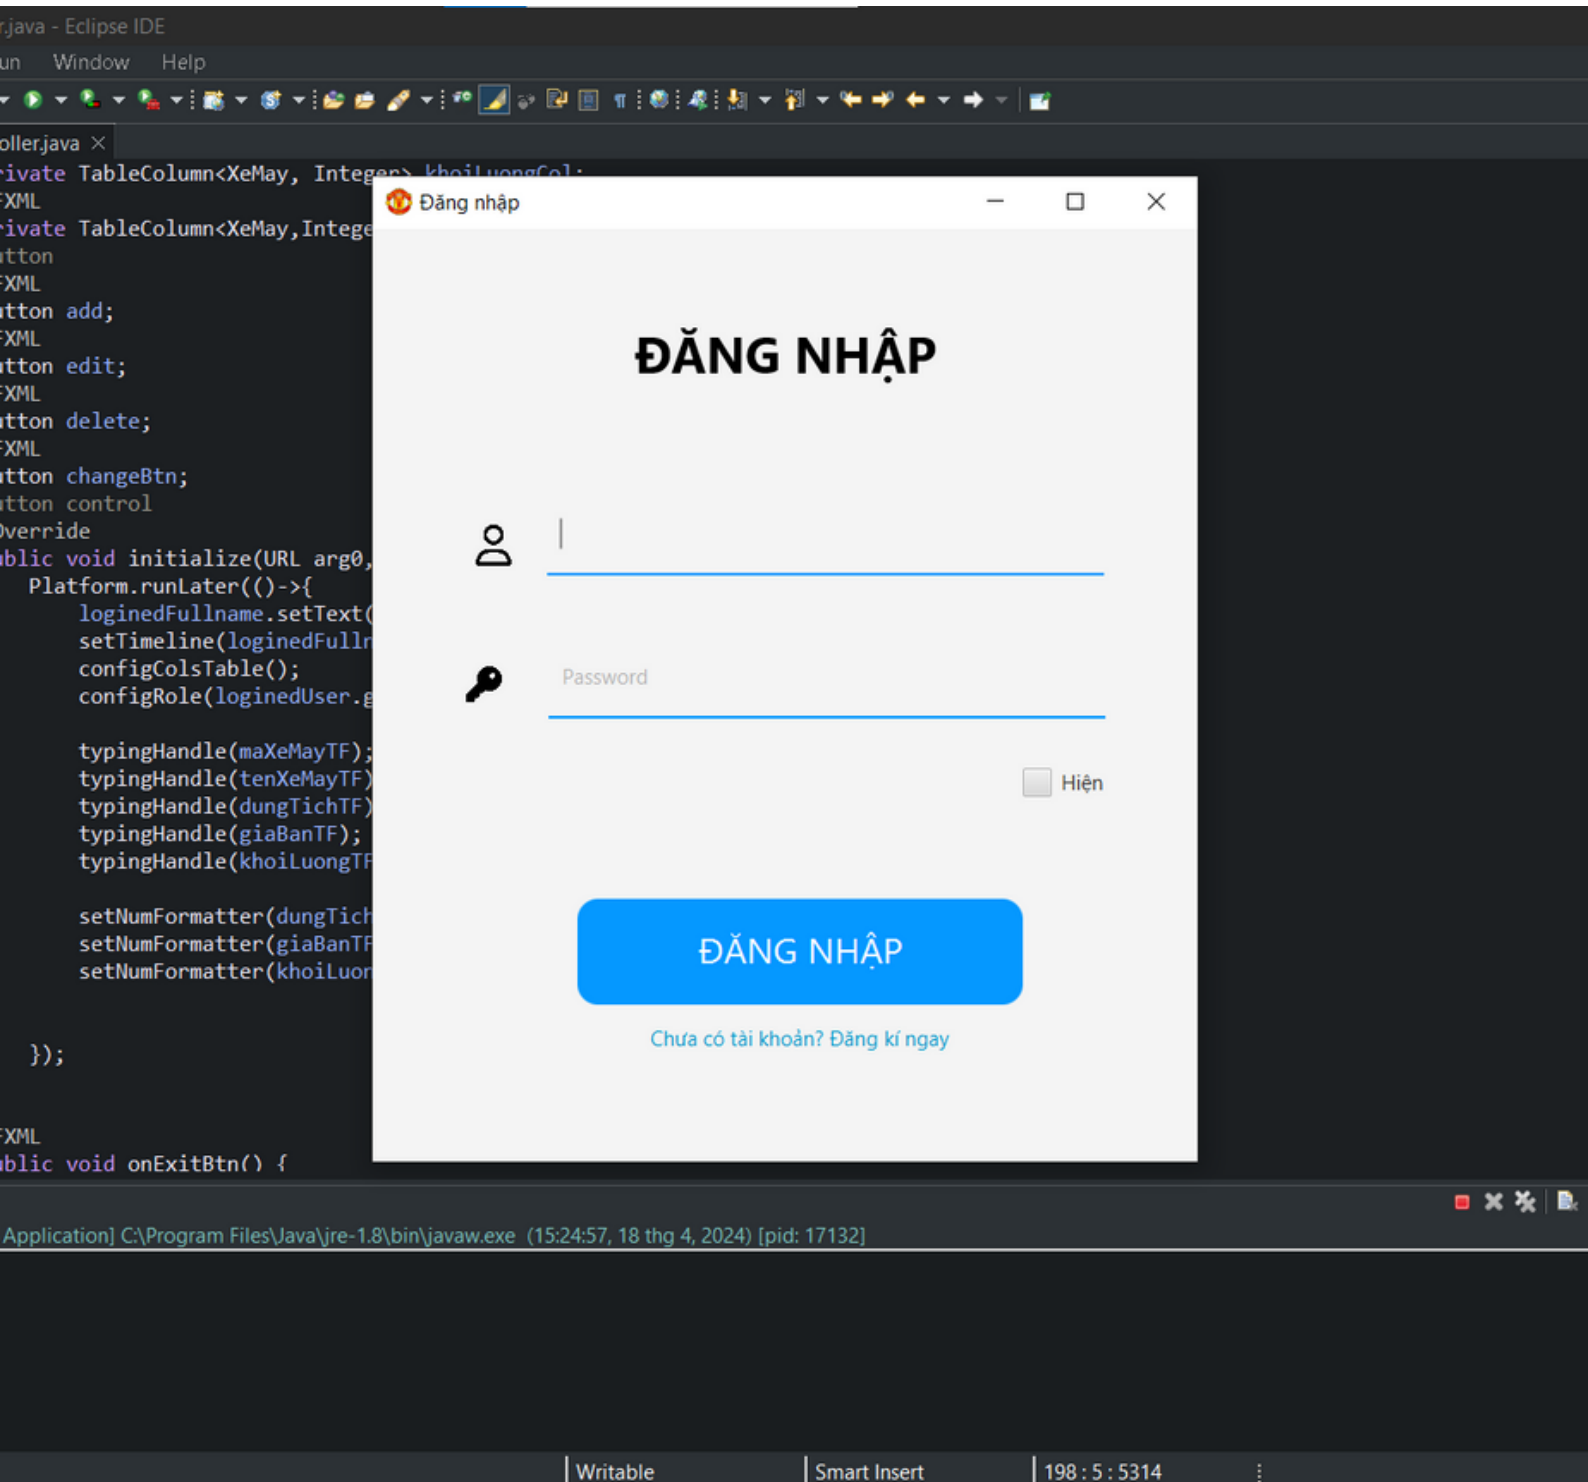 r.java - Eclipse IDE
un Window Help
oller.java
rivate TableColumn<XeMay, Integer> khoiLuongCol;
FXML
rivate TableColumn<XeMay,Intege
utton
FXML
utton add;
FXML
utton edit;
FXML
utton delete;
FXML
utton changeBtn;
utton control
Override
ublic void initialize(URL arg0,
Platform.runLater(()->{
loginedFullname.setText(
setTimeline(loginedFulln
configColsTable();
configRole(loginedUser.g
typingHandle(maXeMayTF);
typingHandle(tenXeMayTF)
typingHandle(dungTichTF)
typingHandle(giaBanTF);
typingHandle(khoiLuongTF
setNumFormatter(dungTich
setNumFormatter(giaBanTF
setNumFormatter(khoiLuon
});
FXML
ublic void onExitBtn() {
Đăng nhập
ĐĂNG NHẬP
Password
Hiện
ĐĂNG NHẬP
Chưa có tài khoản? Đăng kí ngay
Application] C:\Program Files\Java\jre-1.8\bin\javaw.exe (15:24:57, 18 thg 4, 2024) [pid: 17132]
Writable Smart Insert 198 : 5 : 5314